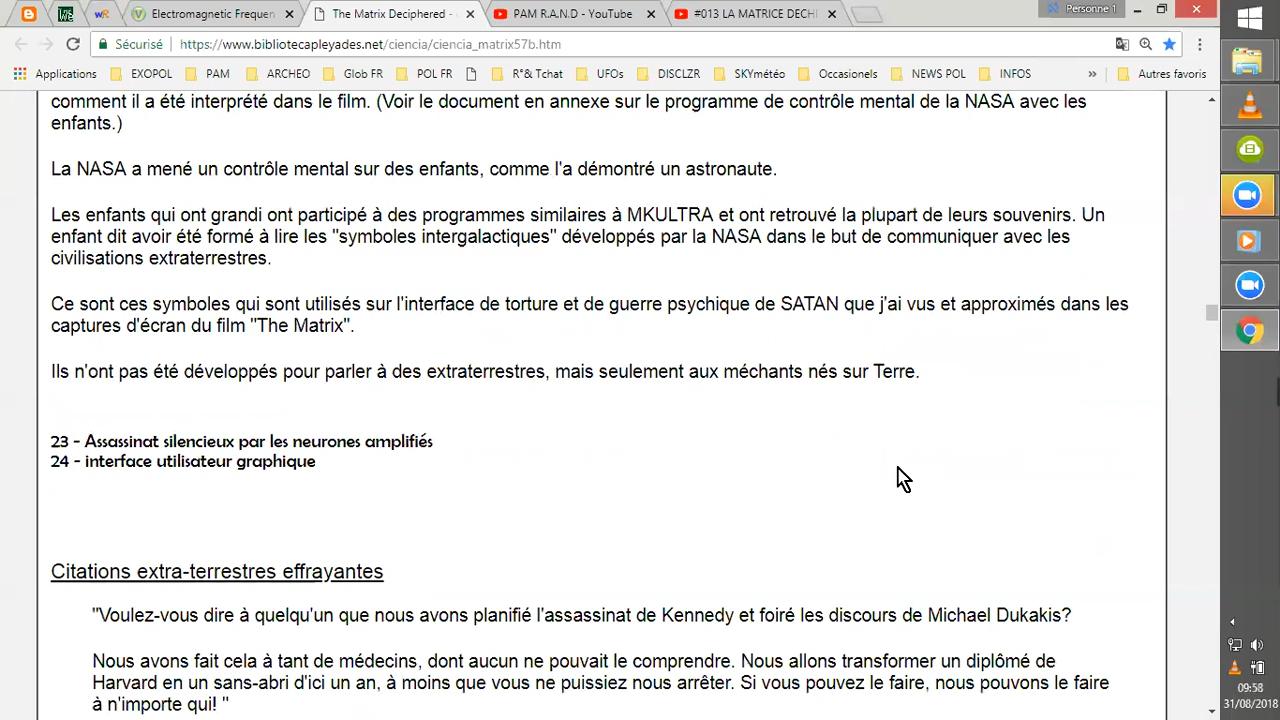 Electromagnetic Frequen
The Matrix Deciphered -
PAM R.A.N.D - YouTube
#013 LA MATRICE DECHI
Personne 1
Sécurisé
https://www.bibliotecapleyades.net/ciencia/ciencia_matrix57b.htm
Applications
EXOPOL
PAM
ARCHEO
Glob FR
POL FR
R°& Tchat
UFOs
DISCLZR
SKYmétéo
Occasionels
NEWS POL
INFOS
»
Autres favoris
comment il a été interprété dans le film. (Voir le document en annexe sur le programme de contrôle mental de la NASA avec les
enfants.)
La NASA a mené un contrôle mental sur des enfants, comme l'a démontré un astronaute.
Les enfants qui ont grandi ont participé à des programmes similaires à MKULTRA et ont retrouvé la plupart de leurs souvenirs. Un
enfant dit avoir été formé à lire les "symboles intergalactiques" développés par la NASA dans le but de communiquer avec les
civilisations extraterrestres.
Ce sont ces symboles qui sont utilisés sur l'interface de torture et de guerre psychique de SATAN que j'ai vus et approximés dans les
captures d'écran du film "The Matrix".
Ils n'ont pas été développés pour parler à des extraterrestres, mais seulement aux méchants nés sur Terre.
23 - Assassinat silencieux par les neurones amplifiés
24 - interface utilisateur graphique
Citations extra-terrestres effrayantes
"Voulez-vous dire à quelqu'un que nous avons planifié l'assassinat de Kennedy et foiré les discours de Michael Dukakis?
Nous avons fait cela à tant de médecins, dont aucun ne pouvait le comprendre. Nous allons transformer un diplômé de
Harvard en un sans-abri d'ici un an, à moins que vous ne puissiez nous arrêter. Si vous pouvez le faire, nous pouvons le faire
à n'importe qui! "
09:58
31/08/2018